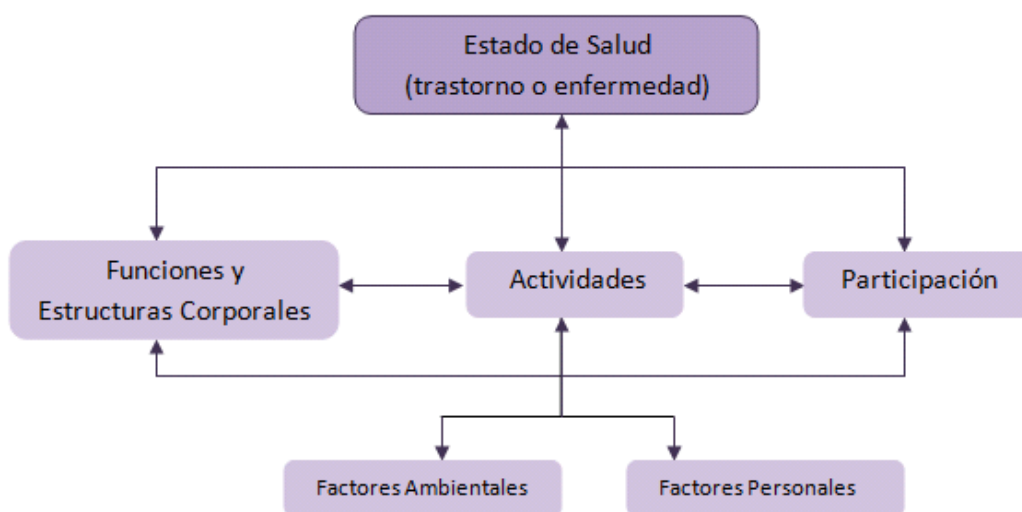 Estado de Salud
(trastorno o enfermedad)
Funciones y
Estructuras Corporales
Actividades
Participación
Factores Ambientales
Factores Personales